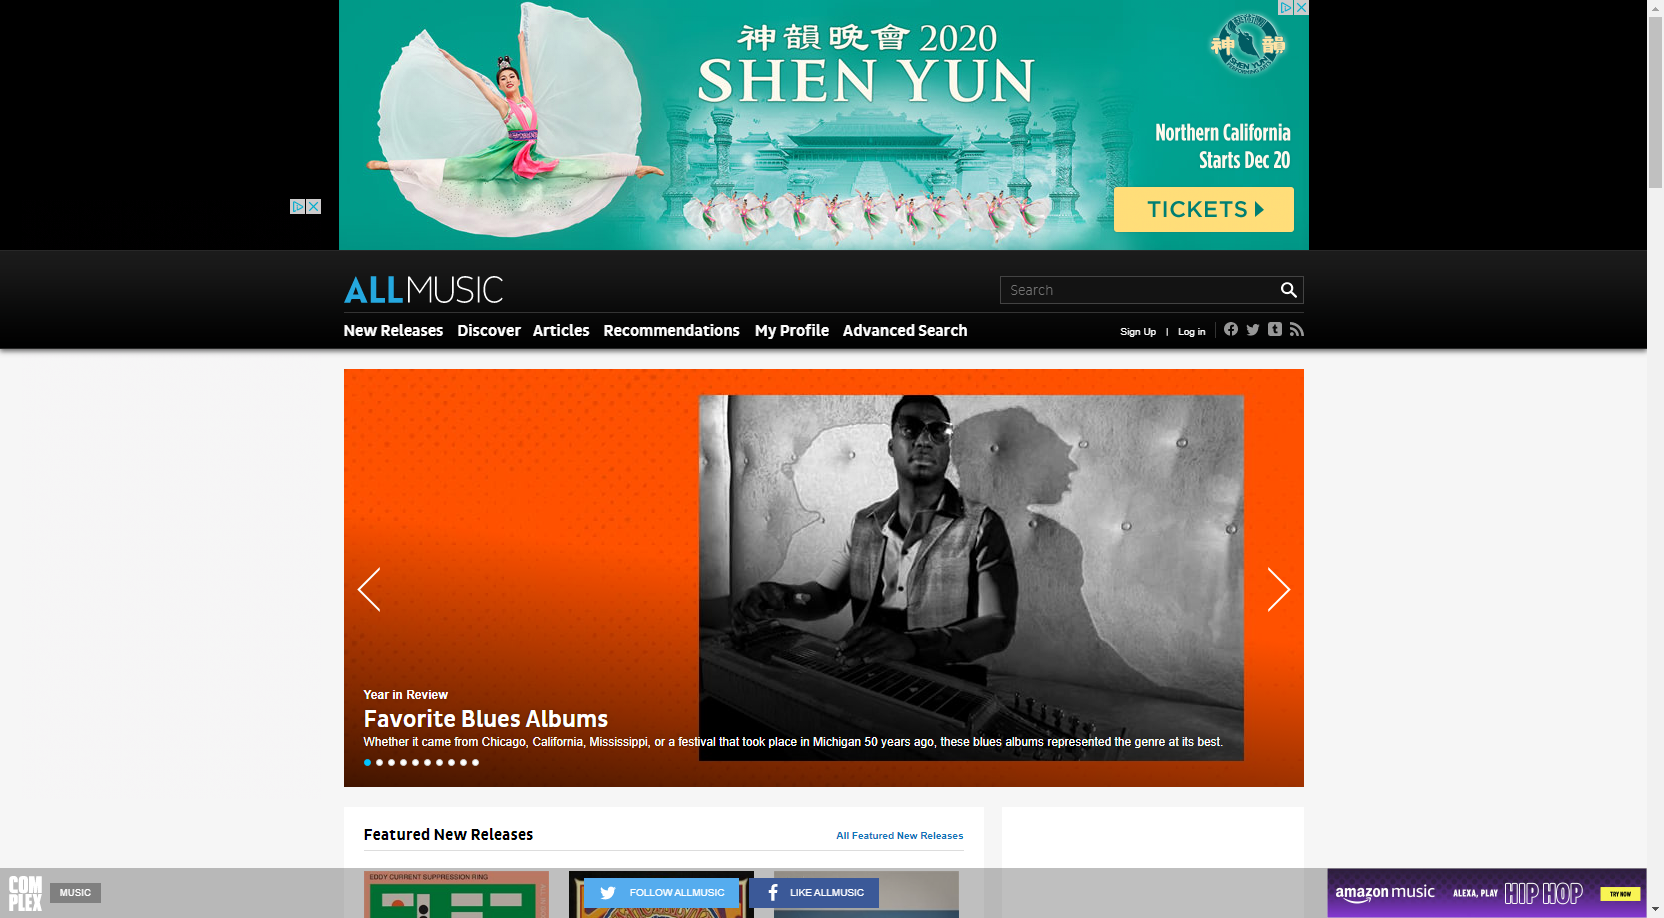 神韻晚會 2020
SHEN YUN
神 韻
SHEN YUN
Northern California
Starts Dec 20
TICKETS
ALLMUSIC
Search
New Releases Discover Articles Recommendations My Profile Advanced Search
Sign Up | Log in
Year in Review
Favorite Blues Albums
Whether it came from Chicago, California, Mississippi, or a festival that took place in Michigan 50 years ago, these blues albums represented the genre at its best.
Featured New Releases
All Featured New Releases
EDDY CURRENT SUPPRESSION RING
COMPLEX
MUSIC
FOLLOW ALLMUSIC
LIKE ALLMUSIC
amazon music ALEXA, PLAY HIP HOP TRY NOW